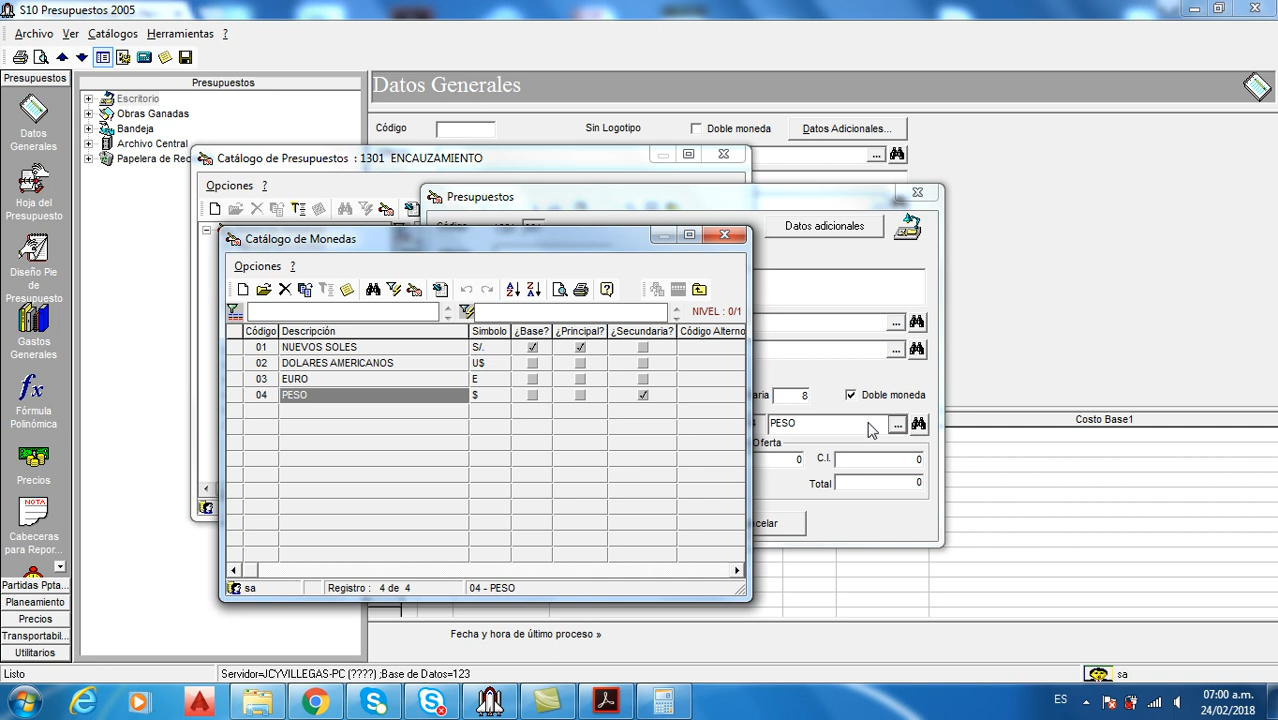 S10 Presupuestos 2005
Archivo Ver Catálogos Herramientas ?
Presupuestos
Datos Generales
Hoja del Presupuesto
Diseño Pie de Presupuesto
Gastos Generales
Fórmula Polinómica
Precios
NOTA
Cabeceras para Repor...
Partidas Ppta...
Planeamiento
Precios
Transportabil...
Utilitarios
Presupuestos
Escritorio
Obras Ganadas
Bandeja
Archivo Central
Papelera de Rec
Datos Generales
Código
Sin Logotipo
Doble moneda
Datos Adicionales...
...
Catálogo de Presupuestos : 1301 ENCAUZAMIENTO
Opciones ?
Presupuestos
Datos adicionales
...
...
aria 8
Doble moneda
PESO
...
Oferta
0
C.I. 0
Total 0
celar
Costo Base1
Catálogo de Monedas
Opciones ?
NIVEL : 0/1
Código Descripción Simbolo ¿Base? ¿Principal? ¿Secundaria? Código Alterno
01 NUEVOS SOLES S/.
02 DOLARES AMERICANOS U$
03 EURO E
04 PESO $
sa Registro : 4 de 4 04 - PESO
Fecha y hora de último proceso »
Listo Servidor=JCYVILLEGAS-PC (????) ;Base de Datos=123 sa
ES 07:00 a.m.
24/02/2018